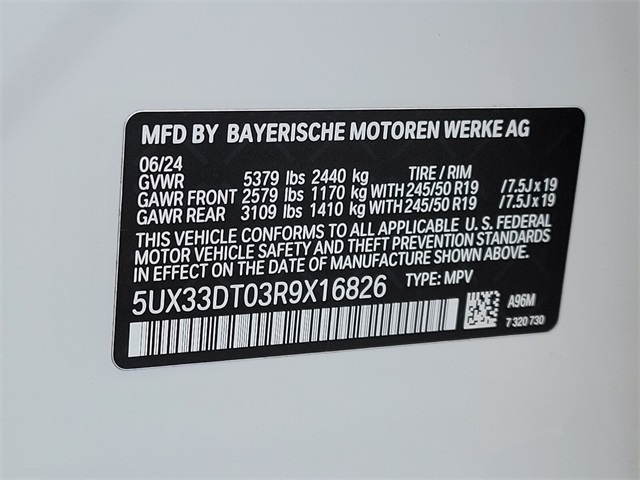 MFD BY BAYERISCHE MOTOREN WERKE AG
06/24 TIRE / RIM
GVWR 5379 lbs 2440 kg
GAWR FRONT 2579 lbs 1170 kg WITH 245/50 R19 /7.5J x 19
GAWR REAR 3109 lbs 1410 kg WITH 245/50 R19 /7.5J x 19
THIS VEHICLE CONFORMS TO ALL APPLICABLE U. S. FEDERAL
MOTOR VEHICLE SAFETY AND THEFT PREVENTION STANDARDS
IN EFFECT ON THE DATE OF MANUFACTURE SHOWN ABOVE.
5UX33DT03R9X16826 TYPE: MPV
A96M
7 320 730